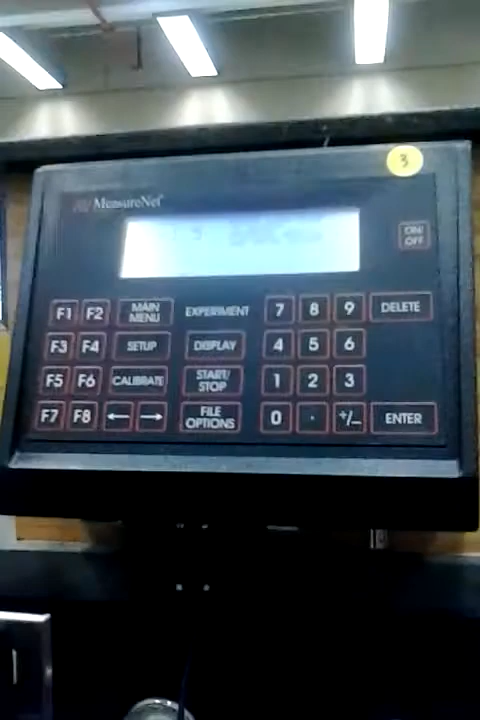 3
MeasureNet
ON/
OFF
F1 F2 MAIN MENU EXPERIMENT 7 8 9 DELETE
F3 F4 SETUP DISPLAY 4 5 6
F5 F6 CALIBRATE START/ STOP 1 2 3
F7 F8 ← → FILE OPTIONS 0 . +/- ENTER